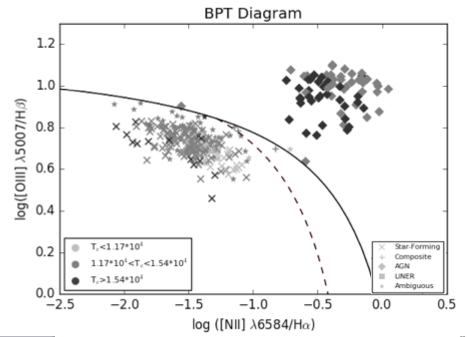 BPT Diagram
log([OIII] λ5007/Hβ)
1.2
1.0
0.8
0.6
0.4
0.2
0.0
Tₑ<1.17*10⁴
1.17*10⁴<Tₑ<1.54*10⁴
Tₑ>1.54*10⁴
Star-Forming
Composite
AGN
LINER
Ambiguous
-2.5 -2.0 -1.5 -1.0 -0.5 0.0 0.5
log ([NII] λ6584/Hα)